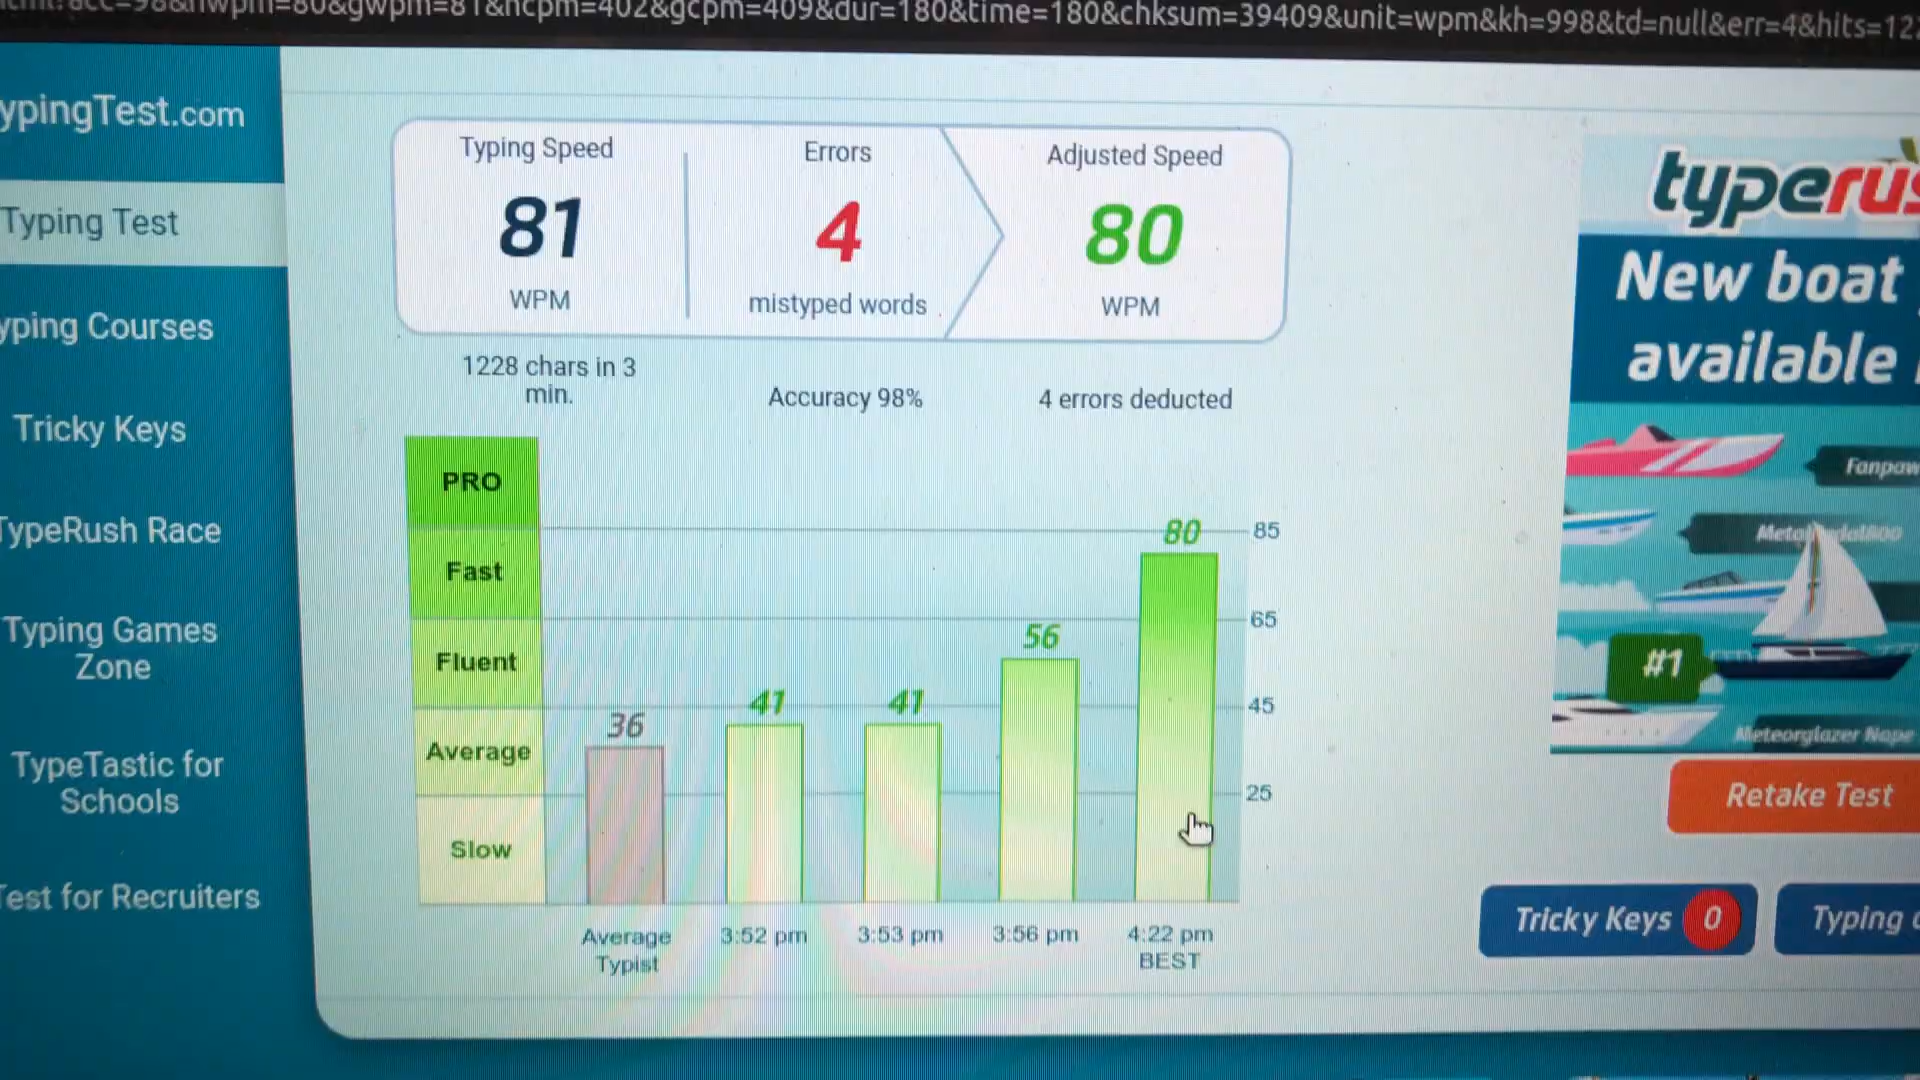 acc=98&nwpm=80&gwpm=81&ncpm=402&gcpm=409&dur=180&time=180&chksum=39409&unit=wpm&kh=998&td=null&err=4&hits=12
ypingTest.com
Typing Test
yping Courses
Tricky Keys
TypeRush Race
Typing Games
Zone
TypeTastic for
Schools
Test for Recruiters
Typing Speed
81
WPM
Errors
4
mistyped words
Adjusted Speed
80
WPM
1228 chars in 3
min.
Accuracy 98%
4 errors deducted
PRO
Fast
Fluent
Average
Slow
36
41
41
56
80
85
65
45
25
Average
Typist
3:52 pm
3:53 pm
3:56 pm
4:22 pm
BEST
typerus
New boat
available
Fanpaw
#1
Meteorglazer Nape
Retake Test
Tricky Keys 0
Typing